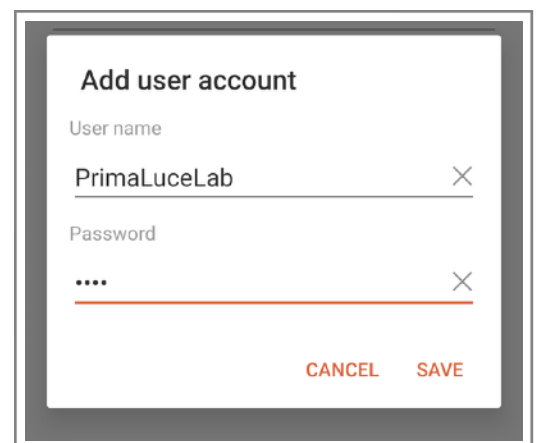 Add user account
User name
PrimaLuceLab
Password
••••
CANCEL SAVE